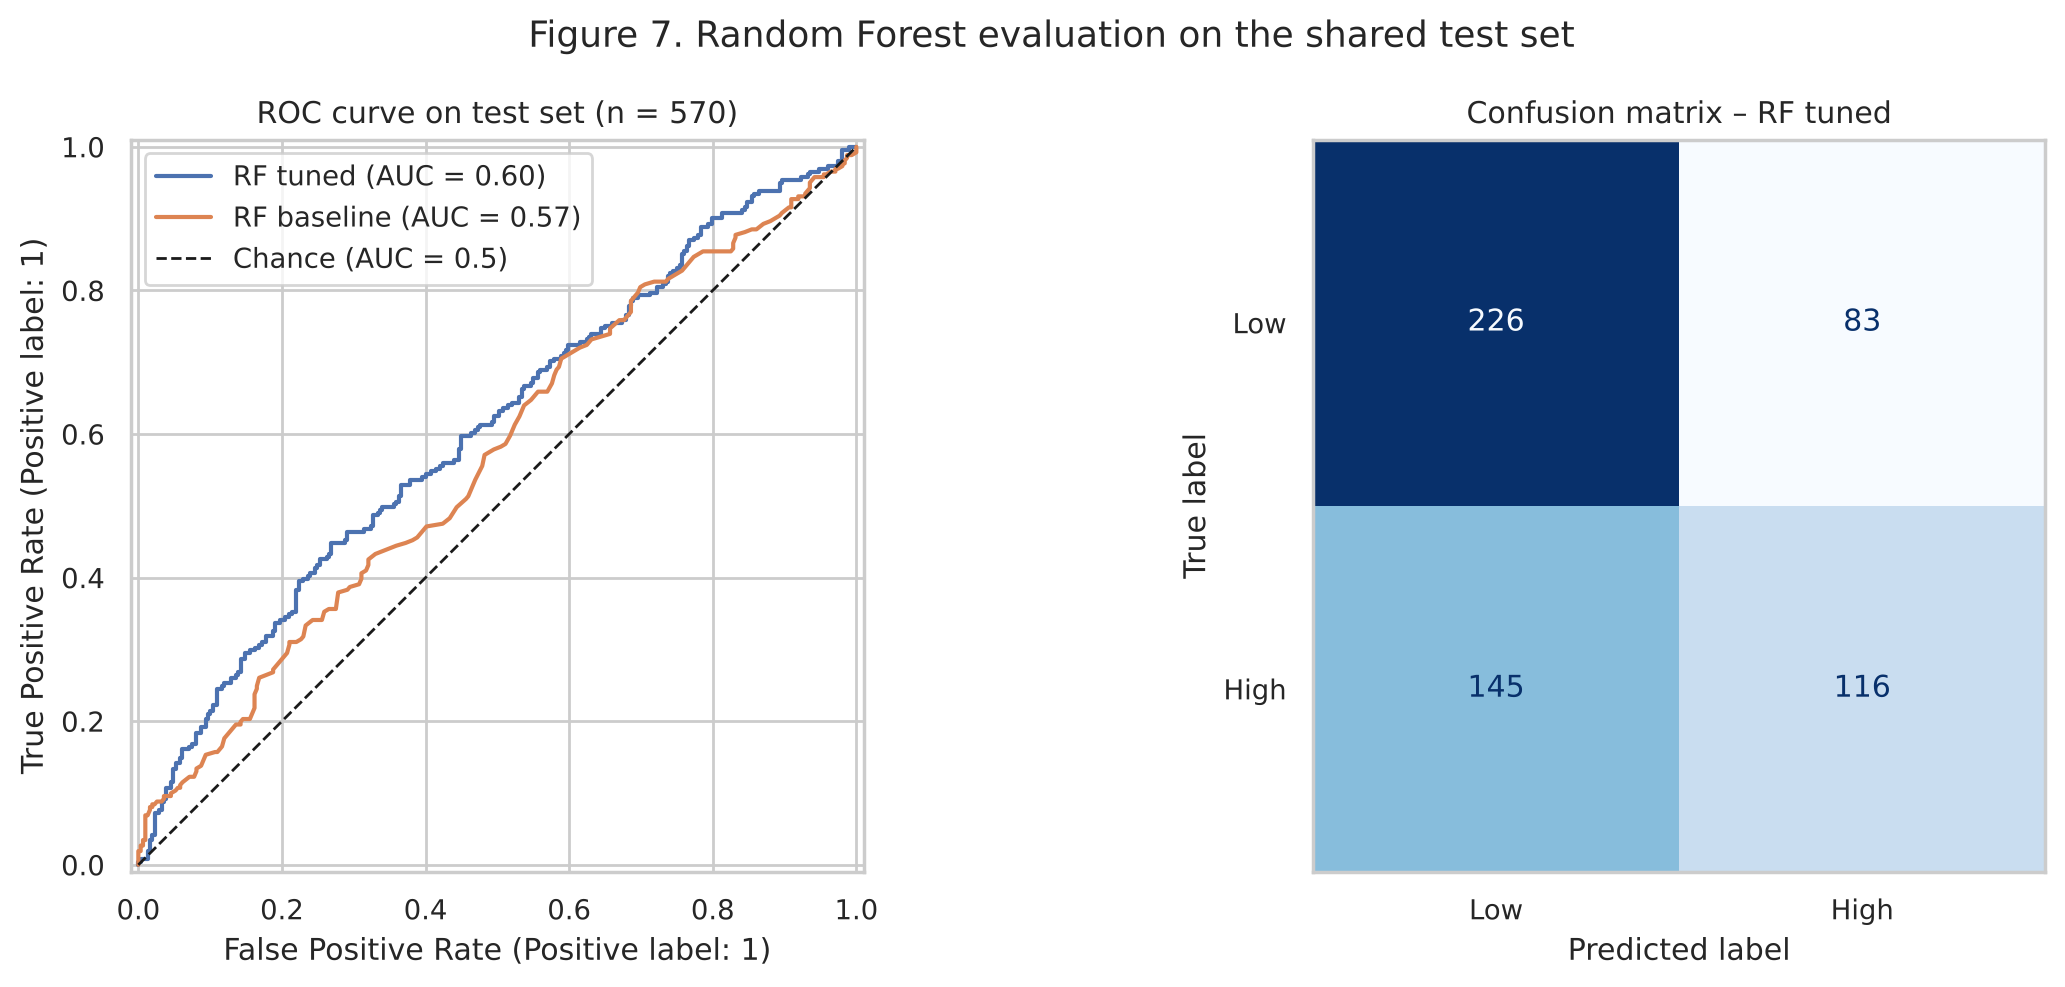 Figure 7. Random Forest evaluation on the shared test set
ROC curve on test set (n = 570)
RF tuned (AUC = 0.60)
RF baseline (AUC = 0.57)
Chance (AUC = 0.5)
True Positive Rate (Positive label: 1)
1.0
0.8
0.6
0.4
0.2
0.0
0.0 0.2 0.4 0.6 0.8 1.0
False Positive Rate (Positive label: 1)
Confusion matrix – RF tuned
True label
Low
226 83
High
145 116
Low High
Predicted label